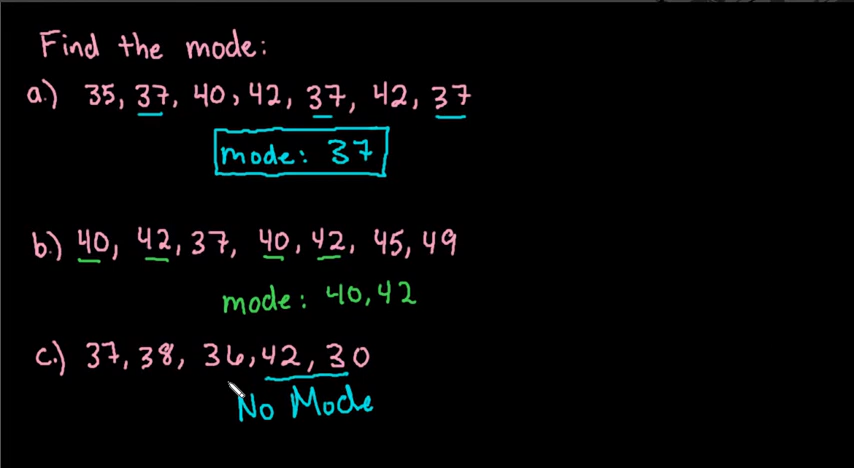 Find the mode:
a.) 35, 37, 40, 42, 37, 42, 37
mode: 37
b.) 40, 42, 37, 40, 42, 45, 49
mode: 40, 42
c.) 37, 38, 36, 42, 30
No Mode